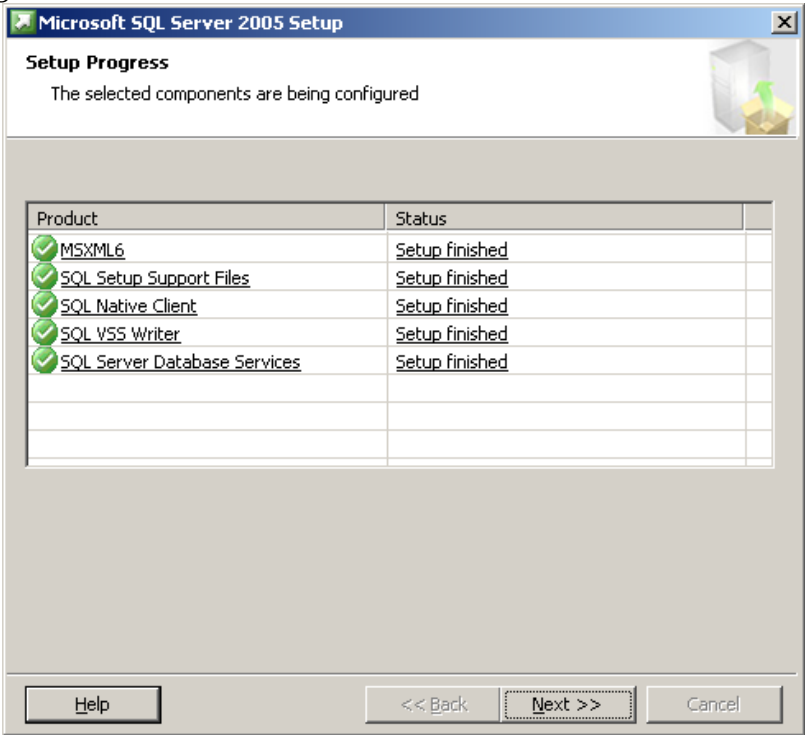 Microsoft SQL Server 2005 Setup
Setup Progress
The selected components are being configured
Product Status
MSXML6 Setup finished
SQL Setup Support Files Setup finished
SQL Native Client Setup finished
SQL VSS Writer Setup finished
SQL Server Database Services Setup finished
Help << Back Next >> Cancel